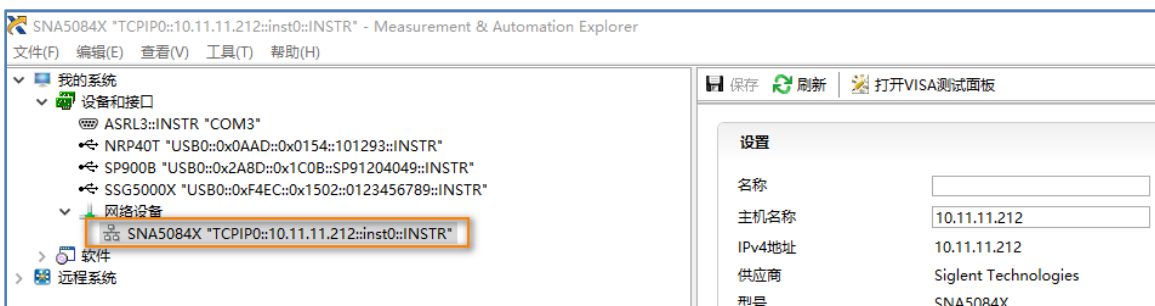 SNA5084X "TCPIP0::10.11.11.212::inst0::INSTR" - Measurement & Automation Explorer
文件(F) 编辑(E) 查看(V) 工具(T) 帮助(H)
我的系统
设备和接口
ASRL3::INSTR "COM3"
NRP40T "USB0::0x0AAD::0x0154::101293::INSTR"
SP900B "USB0::0x2A8D::0x1C0B::SP91204049::INSTR"
SSG5000X "USB0::0xF4EC::0x1502::0123456789::INSTR"
网络设备
SNA5084X "TCPIP0::10.11.11.212::inst0::INSTR"
软件
远程系统
保存 刷新 打开VISA测试面板
设置
名称
主机名称 10.11.11.212
IPv4地址 10.11.11.212
供应商 Siglent Technologies
型号 SNA5084X